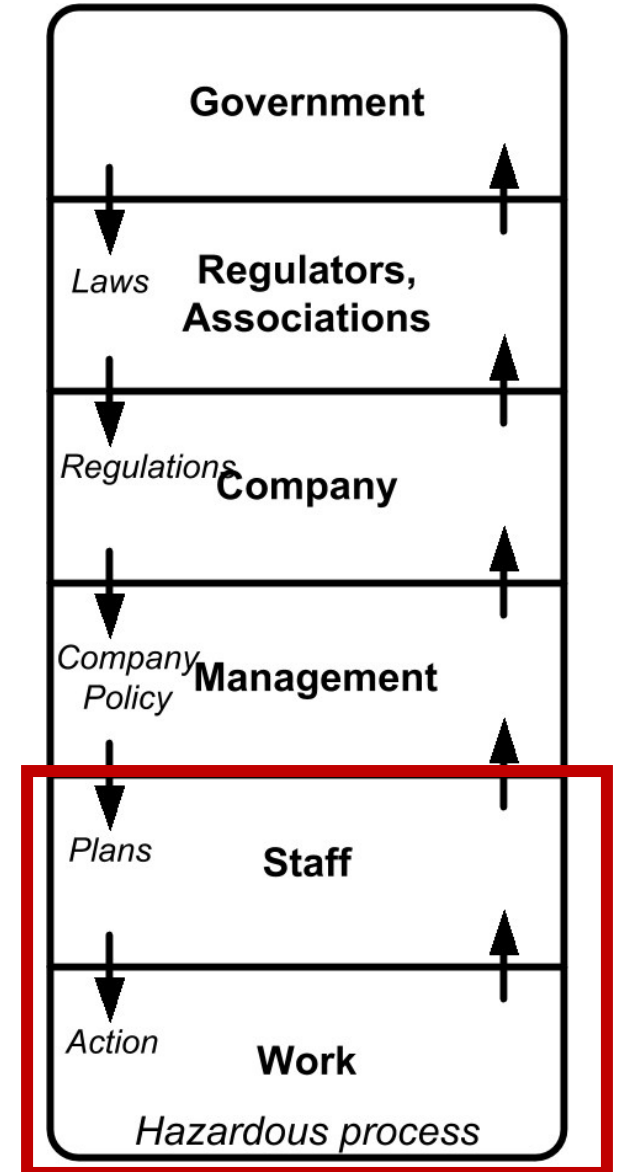 Government
Laws
Regulators,
Associations
Regulations
Company
Company
Policy
Management
Plans
Staff
Action
Work
Hazardous process